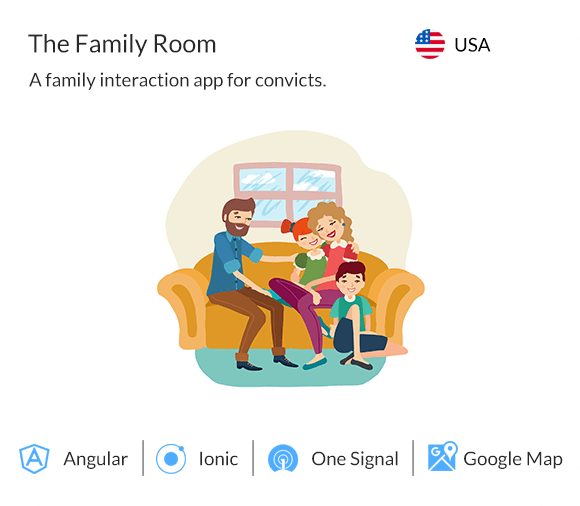 The Family Room
USA
A family interaction app for convicts.
Angular
Ionic
One Signal
Google Map